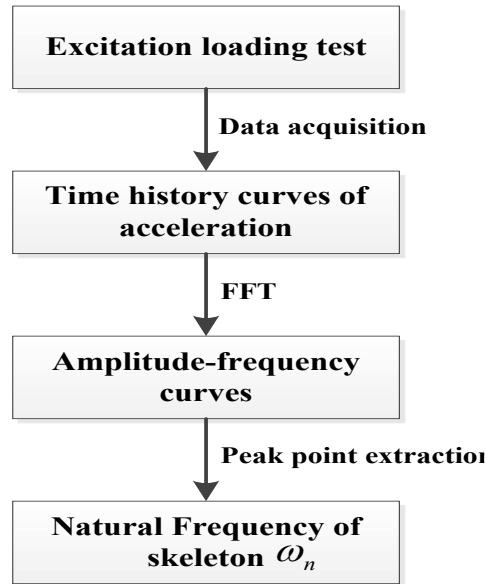 Excitation loading test
Data acquisition
Time history curves of
acceleration
FFT
Amplitude-frequency
curves
Peak point extraction
Natural Frequency of
skeleton ωn